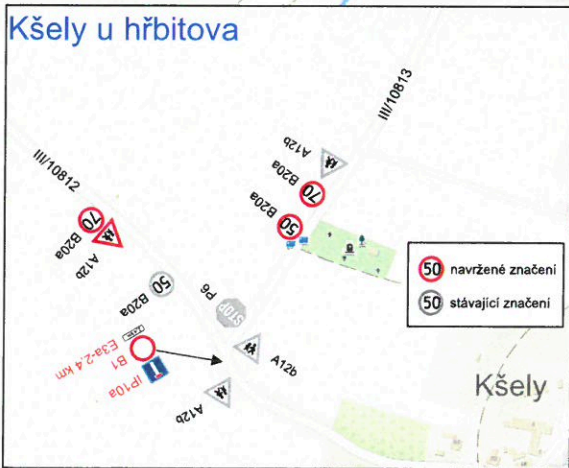 Kšely u hřbitova
III/10813
A12b
III/10812
70
B20a
50
B20a
70
B20a
A12b
50
B20a
P6
STOP
E3a-2.4 km
B1
IP10a
A12b
A12b
50 navržené značení
50 stávající značení
Kšely